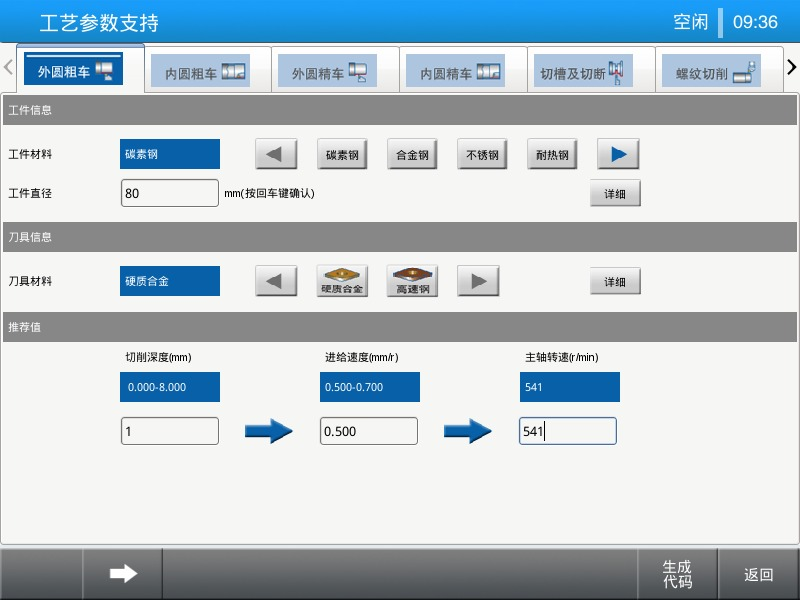 工艺参数支持
空闲
09:36
外圆粗车
内圆粗车
外圆精车
内圆精车
切槽及切断
螺纹切削
工件信息
工件材料
碳素钢
碳素钢
合金钢
不锈钢
耐热钢
工件直径
80
mm(按回车键确认)
详细
刀具信息
刀具材料
硬质合金
硬质合金
高速钢
详细
推荐值
切削深度(mm)
进给速度(mm/r)
主轴转速(r/min)
0.000-8.000
0.500-0.700
541
1
0.500
541
生成
代码
返回